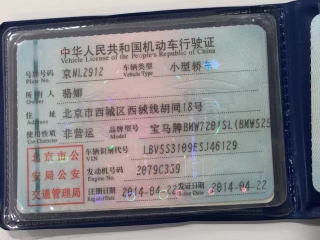 中华人民共和国机动车行驶证
Vehicle License of the People's Republic of China
号牌号码 京NL2912 车辆类型 小型轿车
Plate No. Vehicle Type
所有人 骆娜
Owner
住址 北京市西城区西绒线胡同18号
Address
使用性质 非营运 品牌型号 宝马牌BMW7201SL(BMW525
Use Character Model
北京市公
安局公安
交通管理局
车辆识别代号 LBV5S3109ESJ46129
VIN
发动机号码 3079C339
Engine No.
注册日期 2014-04-22 发证日期 2014-04-22
Register Date Issue Date